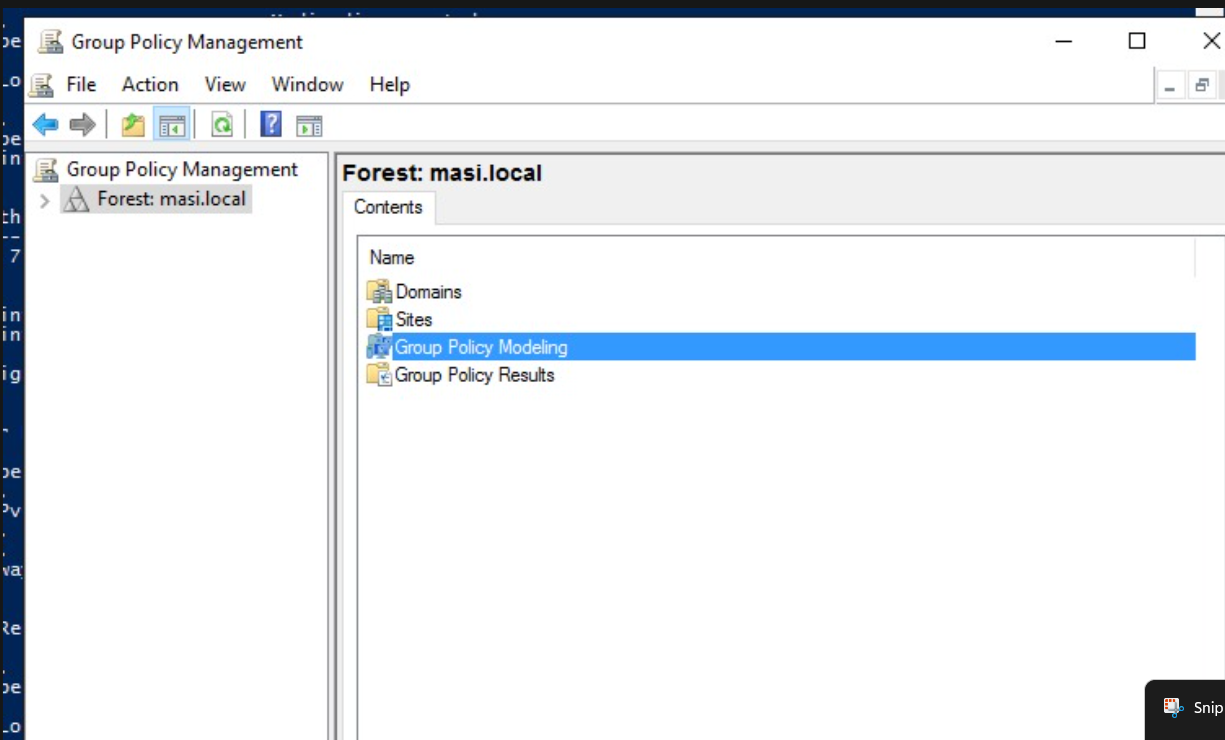 Group Policy Management
File Action View Window Help
Group Policy Management
Forest: masi.local
Forest: masi.local
Contents
Name
Domains
Sites
Group Policy Modeling
Group Policy Results
Snip